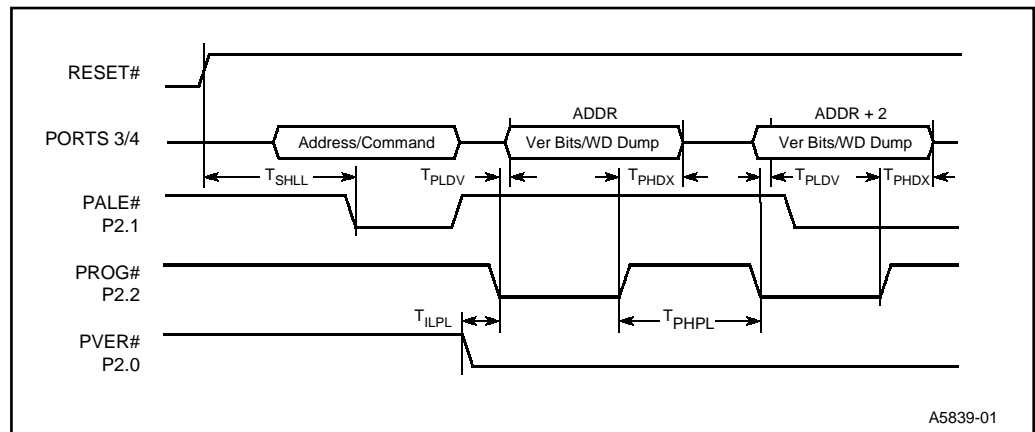 RESET#
ADDR
ADDR + 2
PORTS 3/4
Address/Command
Ver Bits/WD Dump
Ver Bits/WD Dump
TSHLL
TPLDV
TPHDX
TPLDV
TPHDX
PALE#
P2.1
PROG#
P2.2
TILPL
TPHPL
PVER#
P2.0
A5839-01